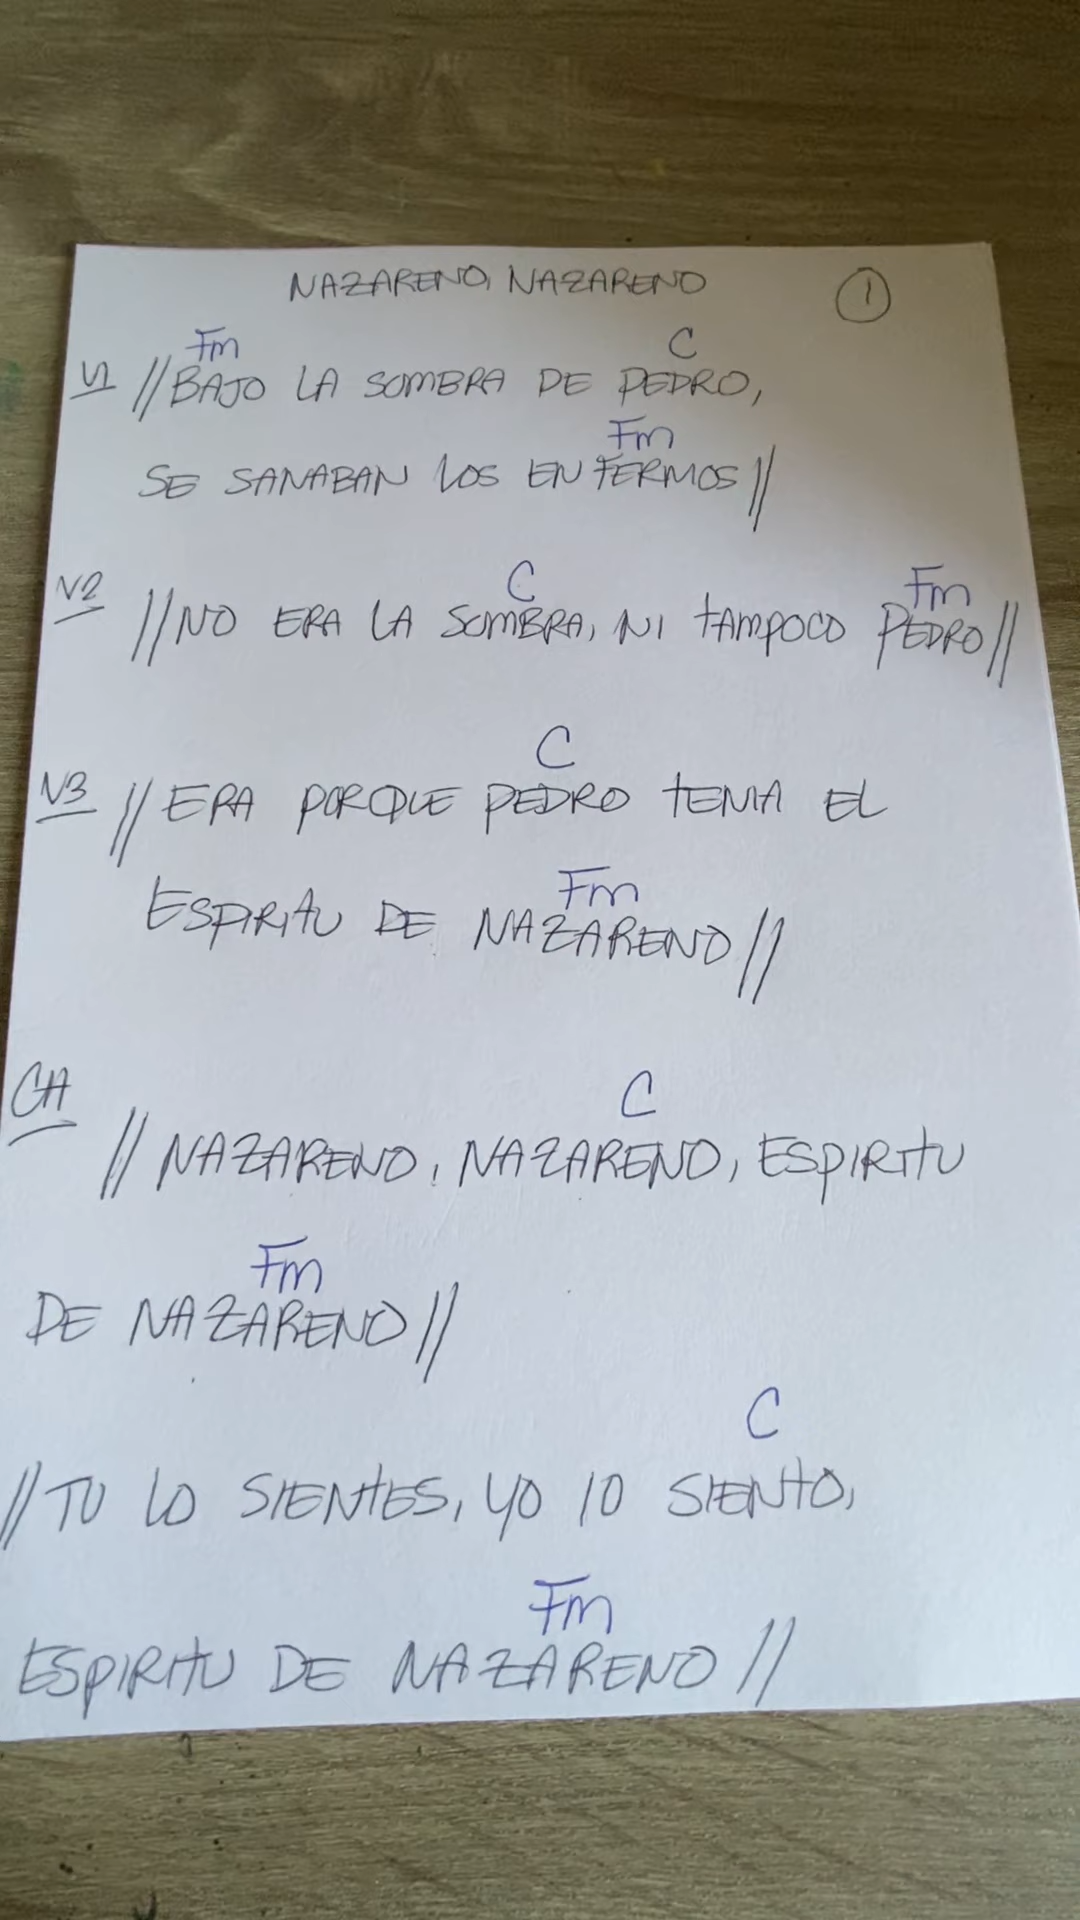 NAZARENO, NAZARENO 1
Fm C
V1 //BAJO LA SOMBRA DE PEDRO,
Fm
SE SANABAN LOS ENFERMOS//
C Fm
V2 //NO ERA LA SOMBRA, NI TAMPOCO PEDRO//
C
V3 //ERA PORQUE PEDRO TENIA EL
Fm
ESPIRITU DE NAZARENO//
CH C
//NAZARENO, NAZARENO, ESPIRITU
Fm
DE NAZARENO//
C
//TU LO SIENTES, YO LO SIENTO,
Fm
ESPIRITU DE NAZARENO//